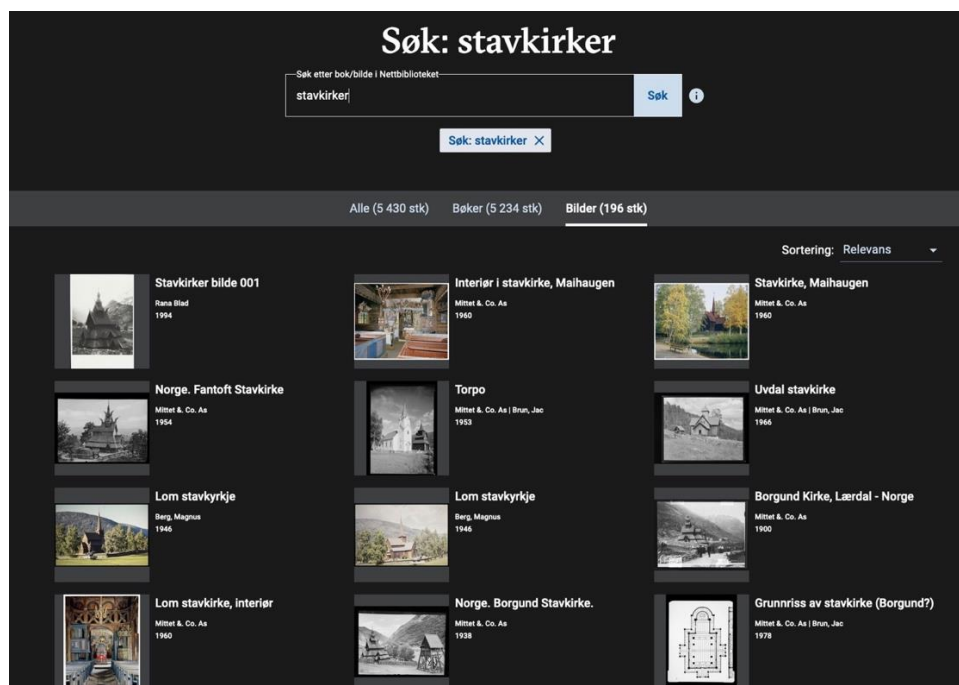 Søk: stavkirker
Søk etter bok/bilde i Nettbiblioteket
stavkirker
Søk
Søk: stavkirker
Alle (5 430 stk) Bøker (5 234 stk) Bilder (196 stk)
Sortering: Relevans
Stavkirker bilde 001
Rana Blad
1994
Interiør i stavkirke, Maihaugen
Mittet &. Co. As
1960
Stavkirke, Maihaugen
Mittet &. Co. As
1960
Norge. Fantoft Stavkirke
Mittet &. Co. As
1954
Torpo
Mittet &. Co. As | Brun, Jac
1953
Uvdal stavkirke
Mittet &. Co. As | Brun, Jac
1966
Lom stavkyrkje
Berg, Magnus
1946
Lom stavkyrkje
Berg, Magnus
1946
Borgund Kirke, Lærdal - Norge
Mittet &. Co. As
1900
Lom stavkirke, interiør
Mittet &. Co. As
1960
Norge. Borgund Stavkirke.
Mittet &. Co. As
1938
Grunnriss av stavkirke (Borgund?)
Mittet &. Co. As | Brun, Jac
1978